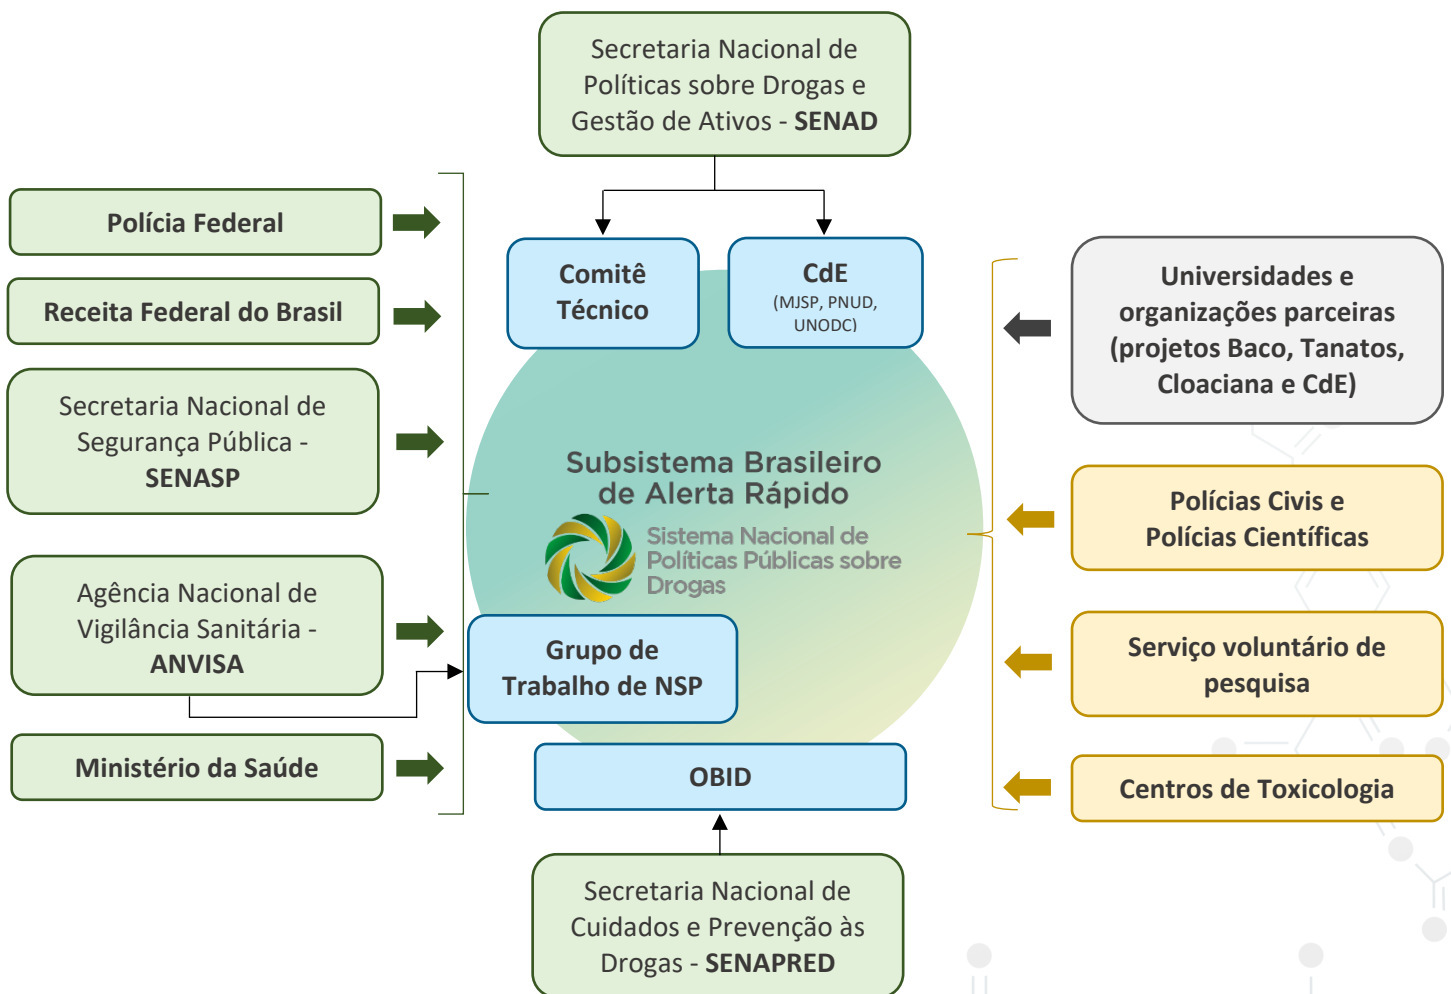 Secretaria Nacional de
Políticas sobre Drogas e
Gestão de Ativos - SENAD
Polícia Federal
Receita Federal do Brasil
Secretaria Nacional de
Segurança Pública -
SENASP
Agência Nacional de
Vigilância Sanitária -
ANVISA
Ministério da Saúde
Comitê
Técnico
CdE
(MJSP, PNUD,
UNODC)
Subsistema Brasileiro
de Alerta Rápido
Sistema Nacional de
Políticas Públicas sobre
Drogas
Grupo de
Trabalho de NSP
OBID
Secretaria Nacional de
Cuidados e Prevenção às
Drogas - SENAPRED
Universidades e
organizações parceiras
(projetos Baco, Tanatos,
Cloaciana e CdE)
Polícias Civis e
Polícias Científicas
Serviço voluntário de
pesquisa
Centros de Toxicologia